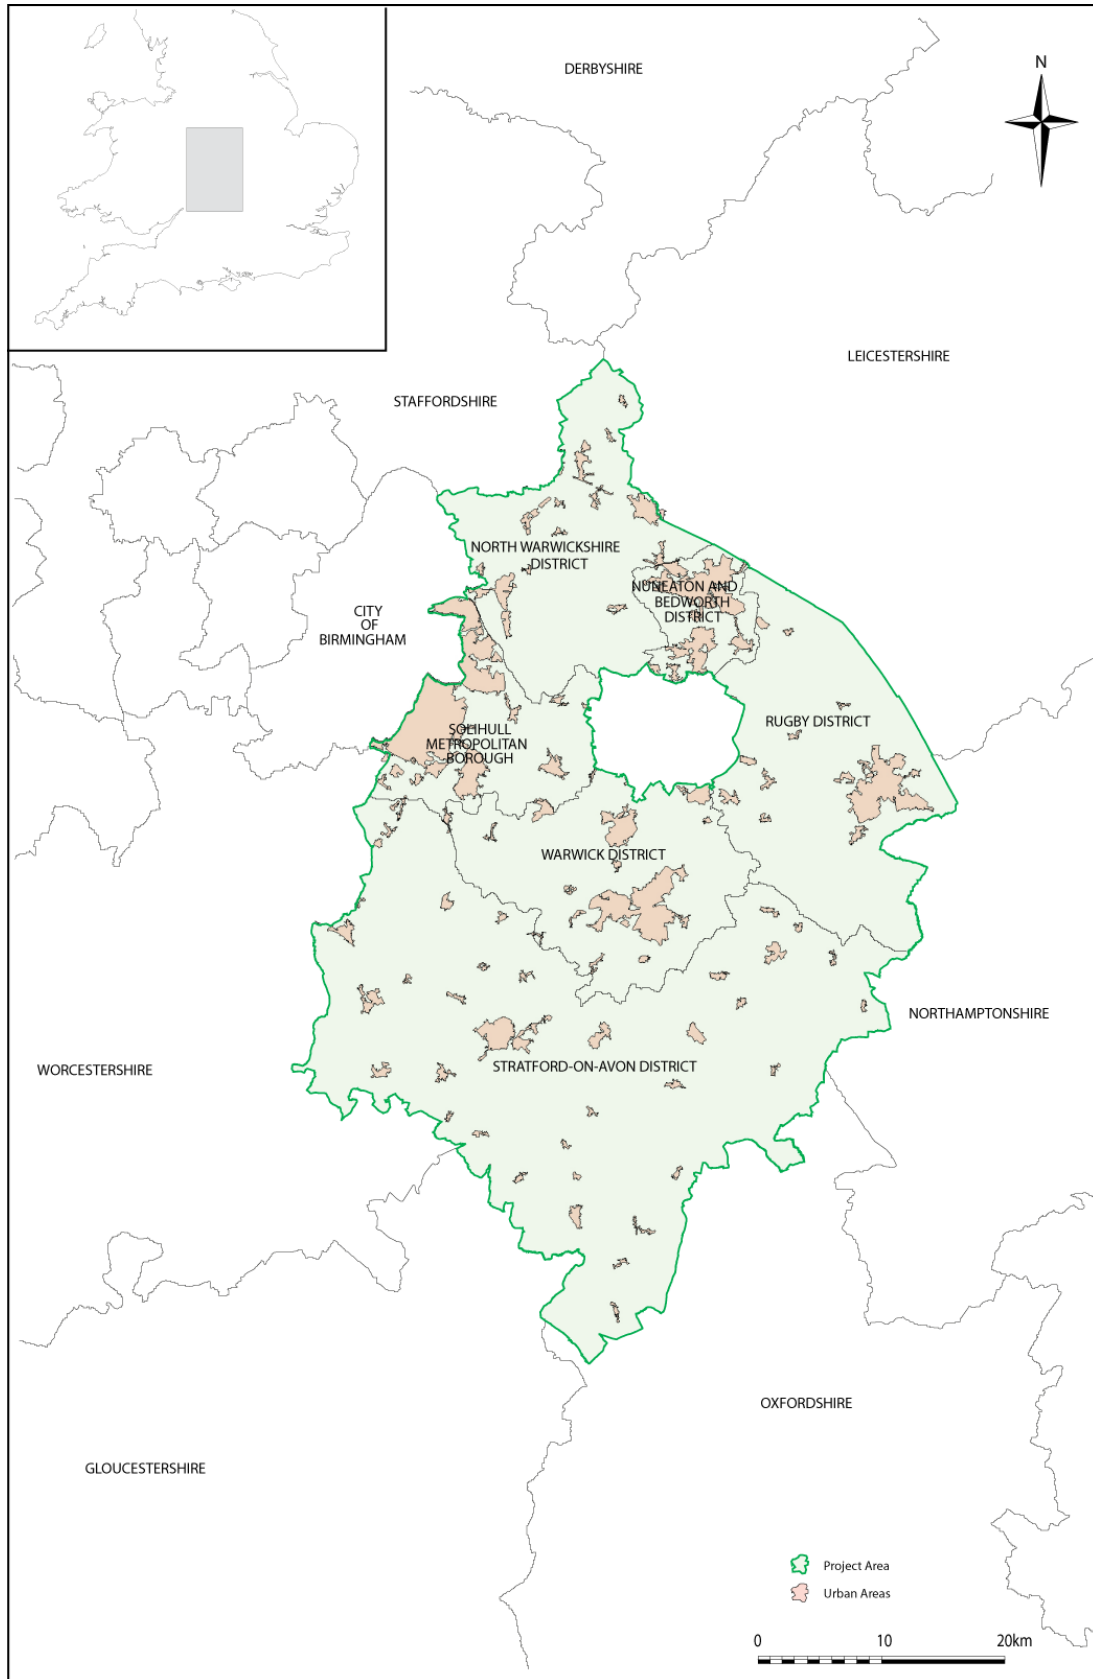 DERBYSHIRE
N
LEICESTERSHIRE
STAFFORDSHIRE
NORTH WARWICKSHIRE
DISTRICT
NUNEATON AND
BEDWORTH
DISTRICT
CITY
OF
BIRMINGHAM
RUGBY DISTRICT
SOLIHULL
METROPOLITAN
BOROUGH
WARWICK DISTRICT
NORTHAMPTONSHIRE
WORCESTERSHIRE
STRATFORD-ON-AVON DISTRICT
OXFORDSHIRE
GLOUCESTERSHIRE
Project Area
Urban Areas
0 10 20km